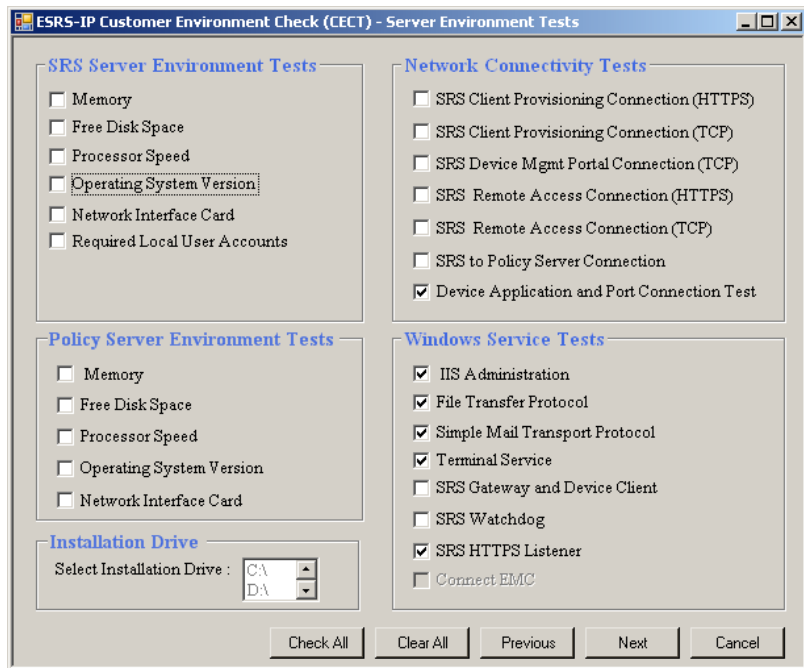 ESRS-IP Customer Environment Check (CECT) - Server Environment Tests
SRS Server Environment Tests
Memory
Free Disk Space
Processor Speed
Operating System Version
Network Interface Card
Required Local User Accounts
Network Connectivity Tests
SRS Client Provisioning Connection (HTTPS)
SRS Client Provisioning Connection (TCP)
SRS Device Mgmt Portal Connection (TCP)
SRS Remote Access Connection (HTTPS)
SRS Remote Access Connection (TCP)
SRS to Policy Server Connection
Device Application and Port Connection Test
Policy Server Environment Tests
Memory
Free Disk Space
Processor Speed
Operating System Version
Network Interface Card
Windows Service Tests
IIS Administration
File Transfer Protocol
Simple Mail Transport Protocol
Terminal Service
SRS Gateway and Device Client
SRS Watchdog
SRS HTTPS Listener
Connect EMC
Installation Drive
Select Installation Drive :
C:\
D:\
Check All
Clear All
Previous
Next
Cancel